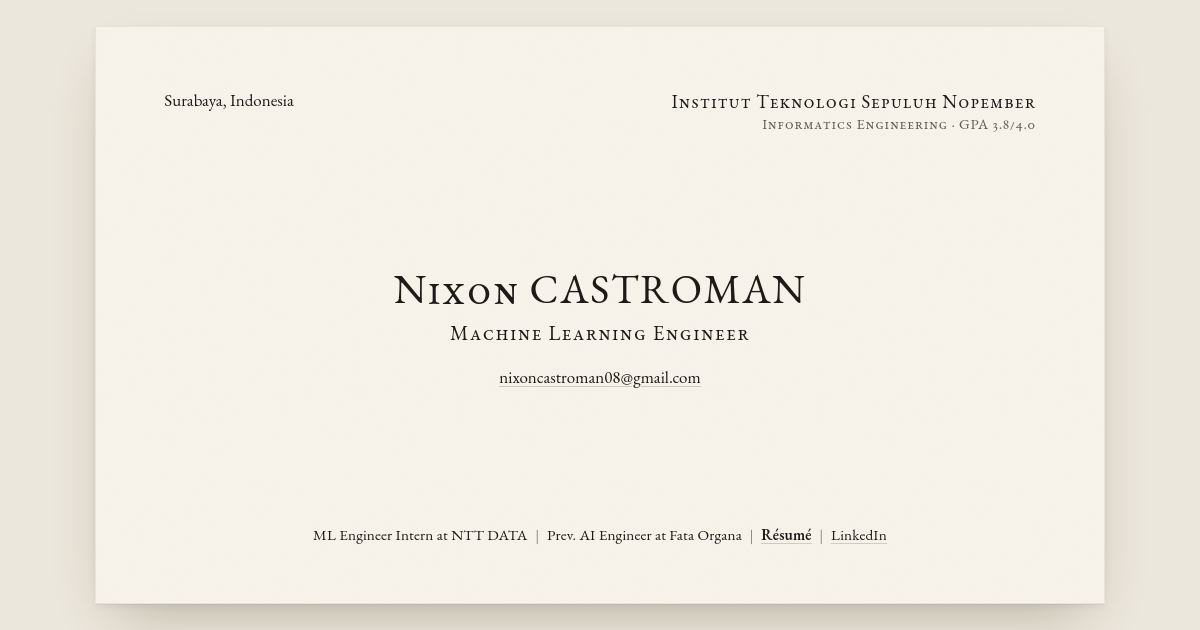 Surabaya, Indonesia
Institut Teknologi Sepuluh Nopember
Informatics Engineering · GPA 3.8/4.0
Nixon CASTROMAN
Machine Learning Engineer
nixoncastroman08@gmail.com
ML Engineer Intern at NTT DATA | Prev. AI Engineer at Fata Organa | Résumé | LinkedIn